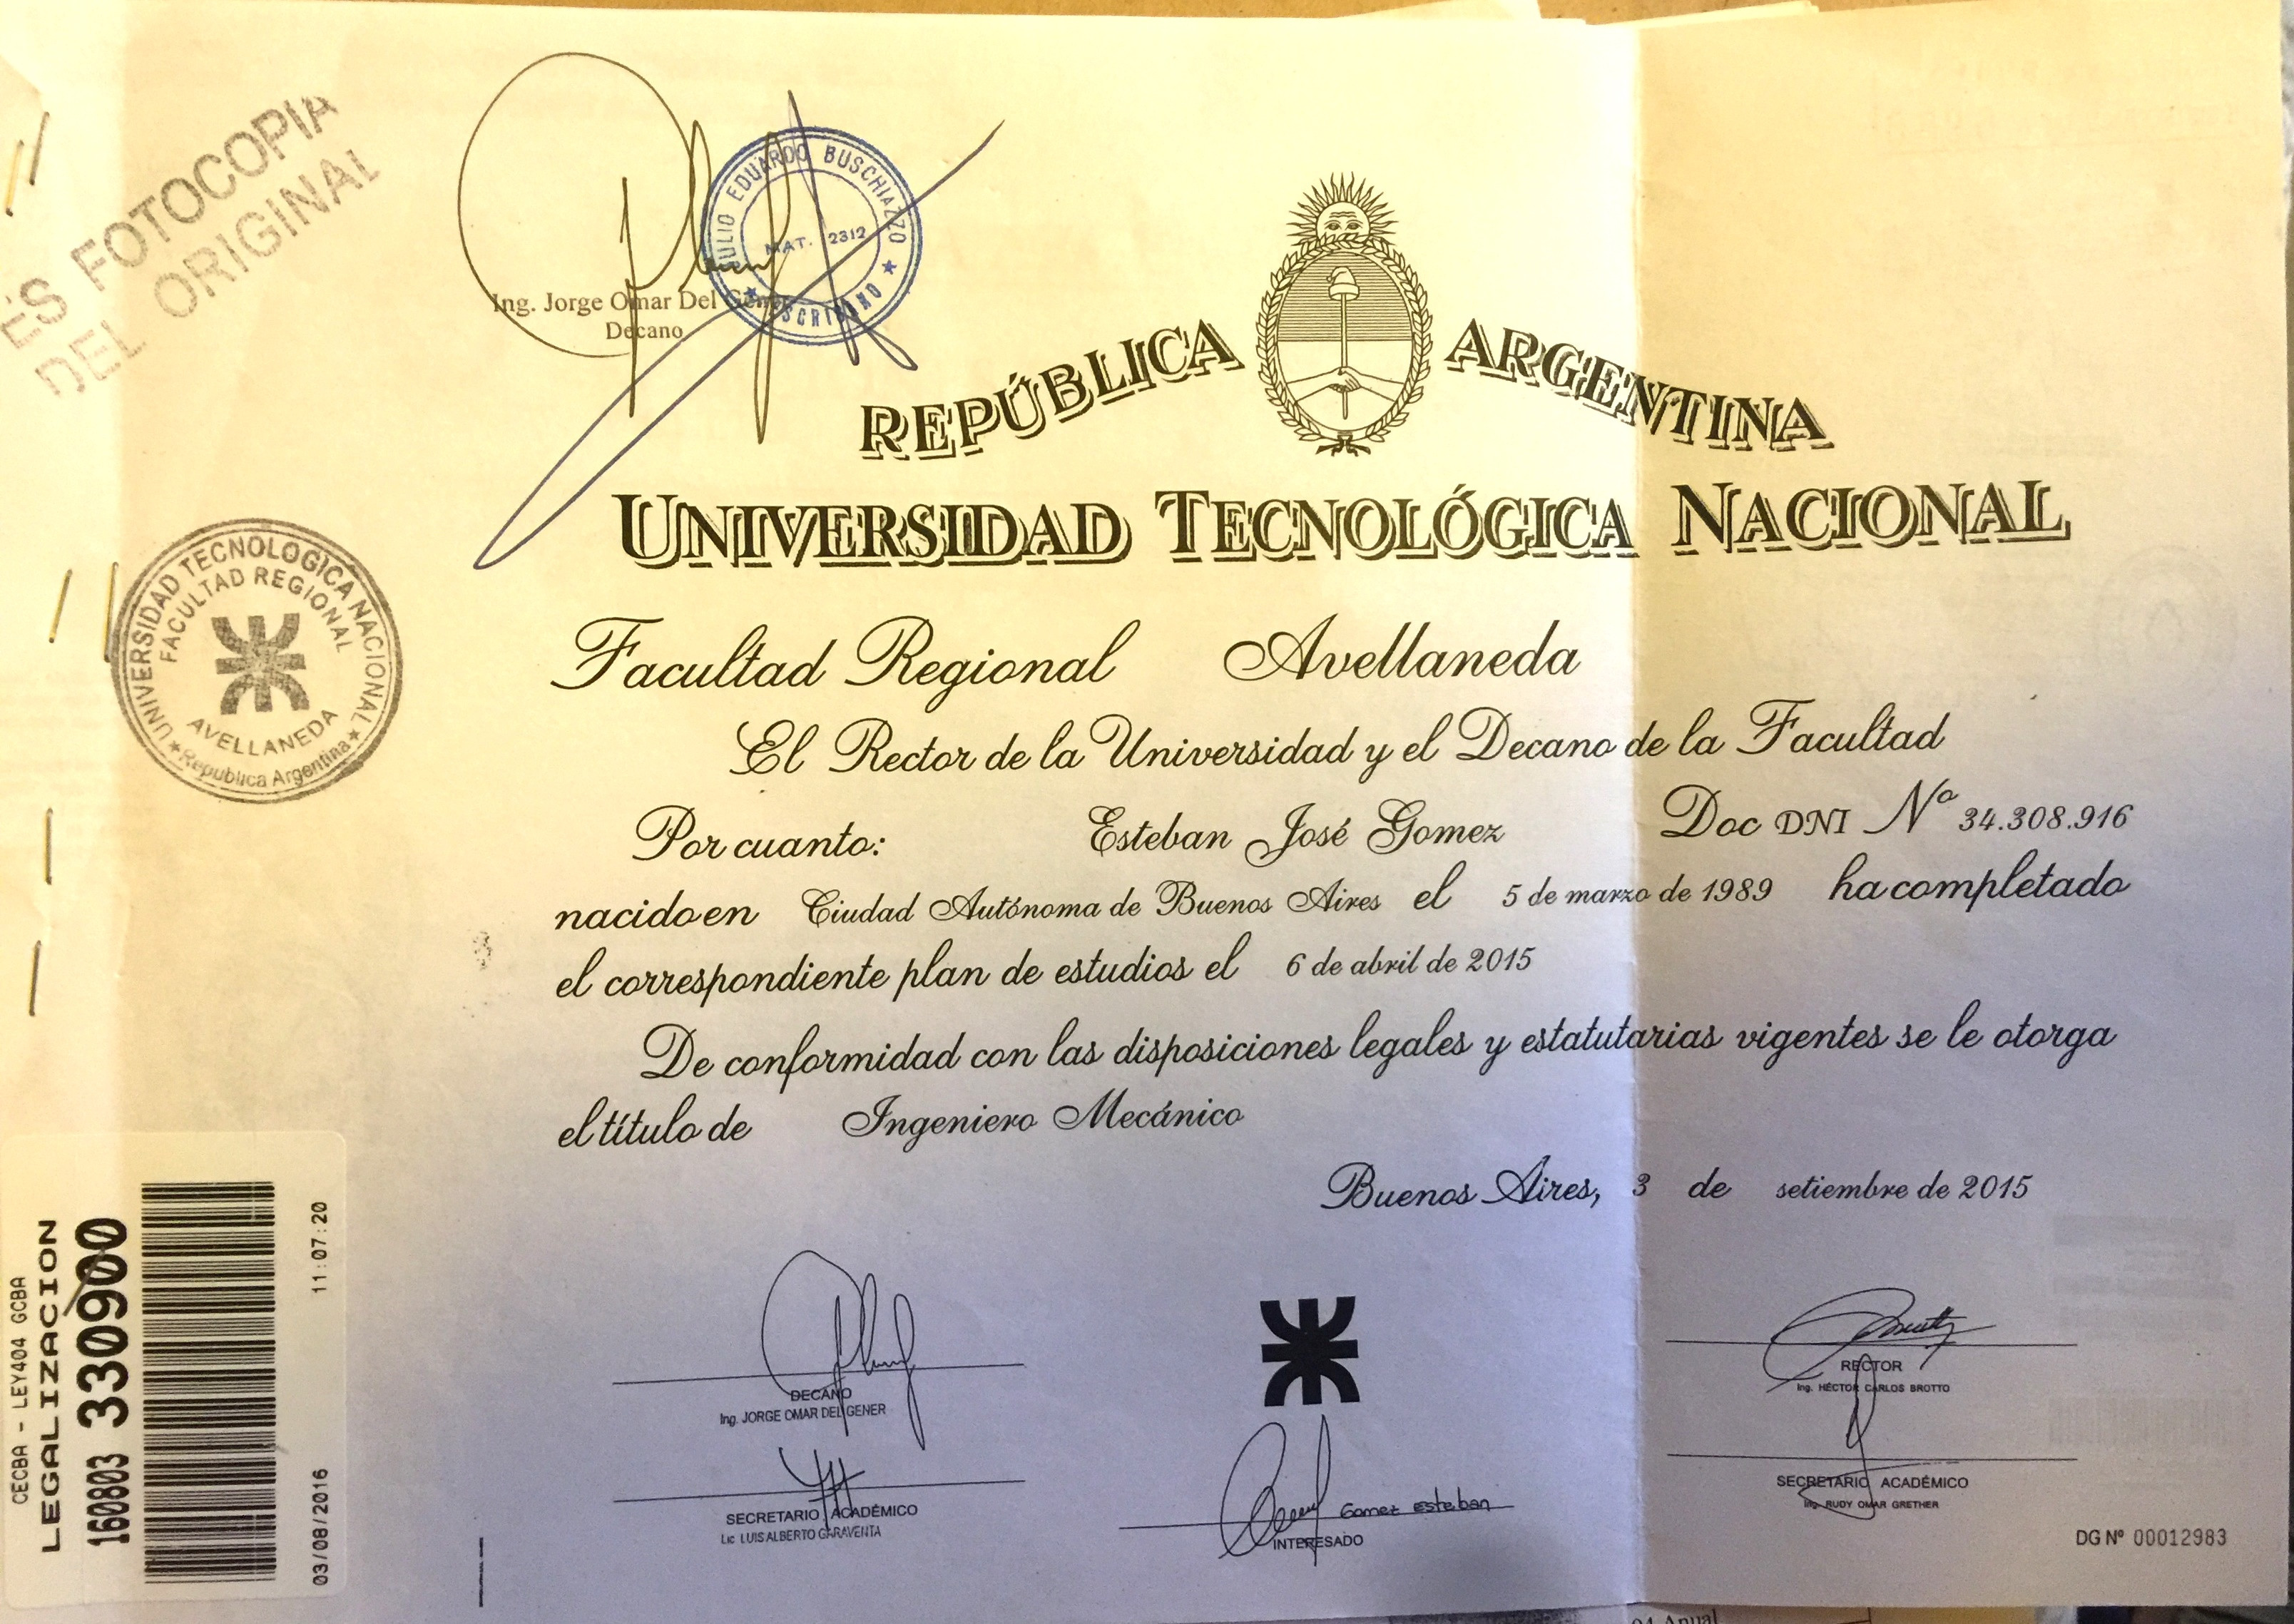 ES FOTOCOPIA
DEL ORIGINAL
JULIO EDUARDO BUSCHIAZZO
MAT. 2312
ESCRIBANO
Ing. Jorge Omar Del Gener
Decano
REPÚBLICA ARGENTINA
UNIVERSIDAD TECNOLÓGICA NACIONAL
UNIVERSIDAD TECNOLOGICA NACIONAL
FACULTAD REGIONAL
AVELLANEDA
República Argentina
Facultad Regional Avellaneda
El Rector de la Universidad y el Decano de la Facultad
Por cuanto: Esteban José Gomez Doc DNI Nº 34.308.916
nacido en Ciudad Autónoma de Buenos Aires el 5 de marzo de 1989 ha completado
el correspondiente plan de estudios el 6 de abril de 2015
De conformidad con las disposiciones legales y estatutarias vigentes se le otorga
el título de Ingeniero Mecánico
Buenos Aires, 3 de setiembre de 2015
CECBA - LEY404 GCBA
LEGALIZACION
160803 330900
03/08/2016 11:07:20
DECANO
Ing. JORGE OMAR DEL GENER
RECTOR
Ing. HÉCTOR CARLOS BROTTO
SECRETARIO ACADÉMICO
Lic LUIS ALBERTO GARAVENTA
Gomez Esteban
INTERESADO
SECRETARIO ACADÉMICO
Ing. RUDY OMAR GRETHER
DG Nº 00012983
Anual